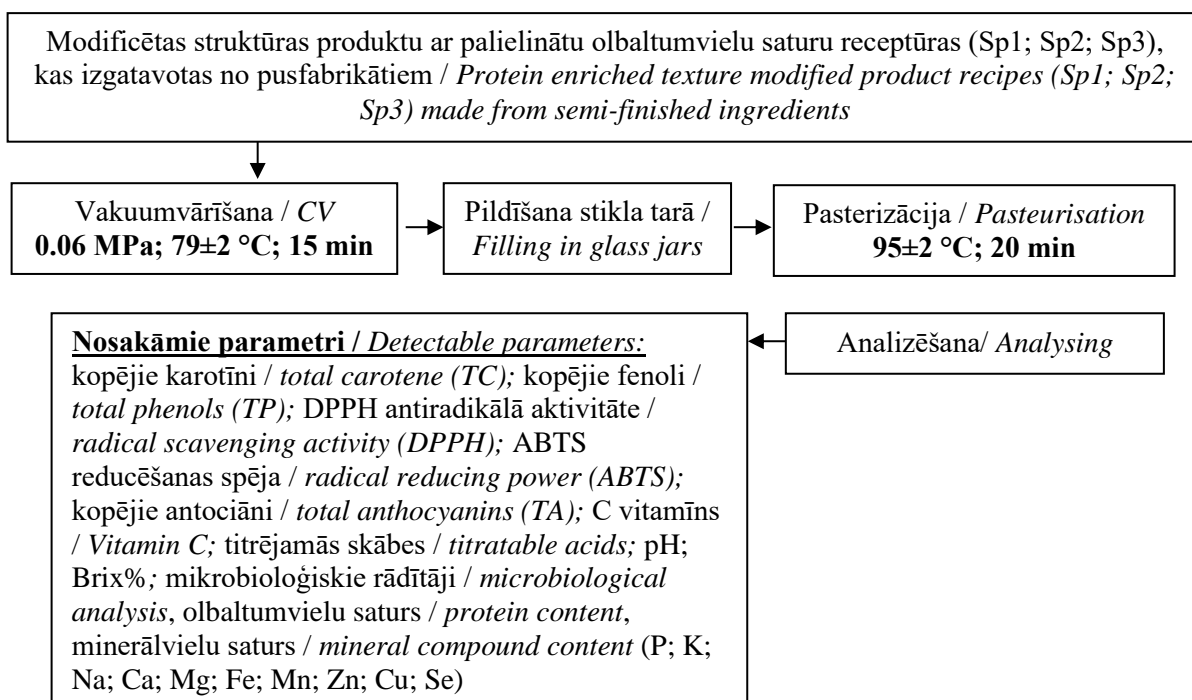 Modificētas struktūras produktu ar palielinātu olbaltumvielu saturu receptūras (Sp1; Sp2; Sp3),
kas izgatavotas no pusfabrikātiem / Protein enriched texture modified product recipes (Sp1; Sp2;
Sp3) made from semi-finished ingredients
Vakuumvārīšana / CV
0.06 MPa; 79±2 °C; 15 min
Pildīšana stikla tarā /
Filling in glass jars
Pasterizācija / Pasteurisation
95±2 °C; 20 min
Analizēšana/ Analysing
Nosakāmie parametri / Detectable parameters:
kopējie karotīni / total carotene (TC); kopējie fenoli /
total phenols (TP); DPPH antiradikālā aktivitāte /
radical scavenging activity (DPPH); ABTS
reducēšanas spēja / radical reducing power (ABTS);
kopējie antociāni / total anthocyanins (TA); C vitamīns
/ Vitamin C; titrējamās skābes / titratable acids; pH;
Brix%; mikrobioloģiskie rādītāji / microbiological
analysis, olbaltumvielu saturs / protein content,
minerālvielu saturs / mineral compound content (P; K;
Na; Ca; Mg; Fe; Mn; Zn; Cu; Se)